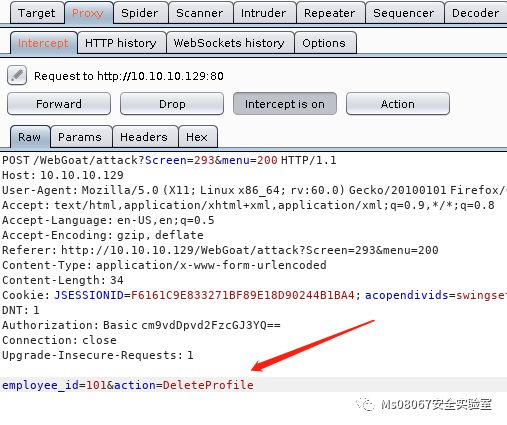 Target Proxy Spider Scanner Intruder Repeater Sequencer Decoder
Intercept HTTP history WebSockets history Options
Request to http://10.10.10.129:80
Forward Drop Intercept is on Action
Raw Params Headers Hex
POST /WebGoat/attack?Screen=293&menu=200 HTTP/1.1
Host: 10.10.10.129
User-Agent: Mozilla/5.0 (X11; Linux x86_64; rv:60.0) Gecko/20100101 Firefox/
Accept: text/html,application/xhtml+xml,application/xml;q=0.9,*/*;q=0.8
Accept-Language: en-US,en;q=0.5
Accept-Encoding: gzip, deflate
Referer: http://10.10.10.129/WebGoat/attack?Screen=293&menu=200
Content-Type: application/x-www-form-urlencoded
Content-Length: 34
Cookie: JSESSIONID=F6161C9E833271BF89E18D90244B1BA4; acopendivids=swingset
DNT: 1
Authorization: Basic cm9vdDpvd2FzcGJ3YQ==
Connection: close
Upgrade-Insecure-Requests: 1
employee_id=101&action=DeleteProfile
Ms08067安全实验室